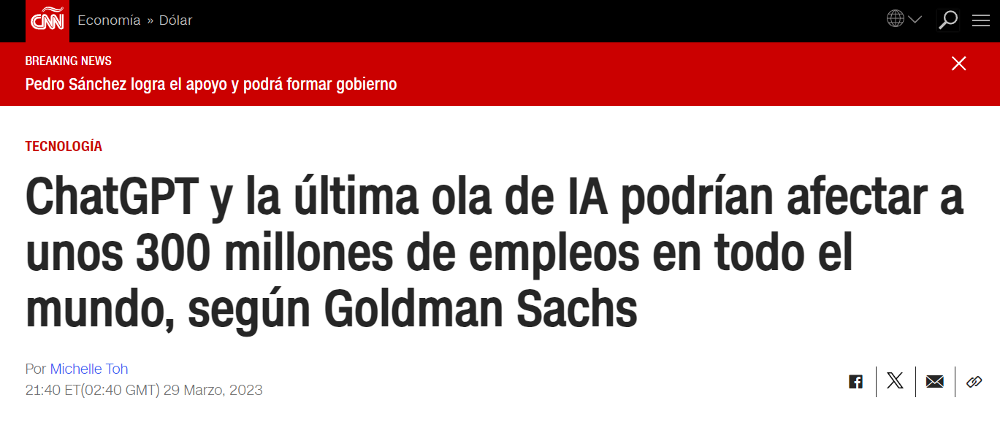 CNN Economía » Dólar
BREAKING NEWS
Pedro Sánchez logra el apoyo y podrá formar gobierno
TECNOLOGÍA
ChatGPT y la última ola de IA podrían afectar a
unos 300 millones de empleos en todo el
mundo, según Goldman Sachs
Por Michelle Toh
21:40 ET(02:40 GMT) 29 Marzo, 2023